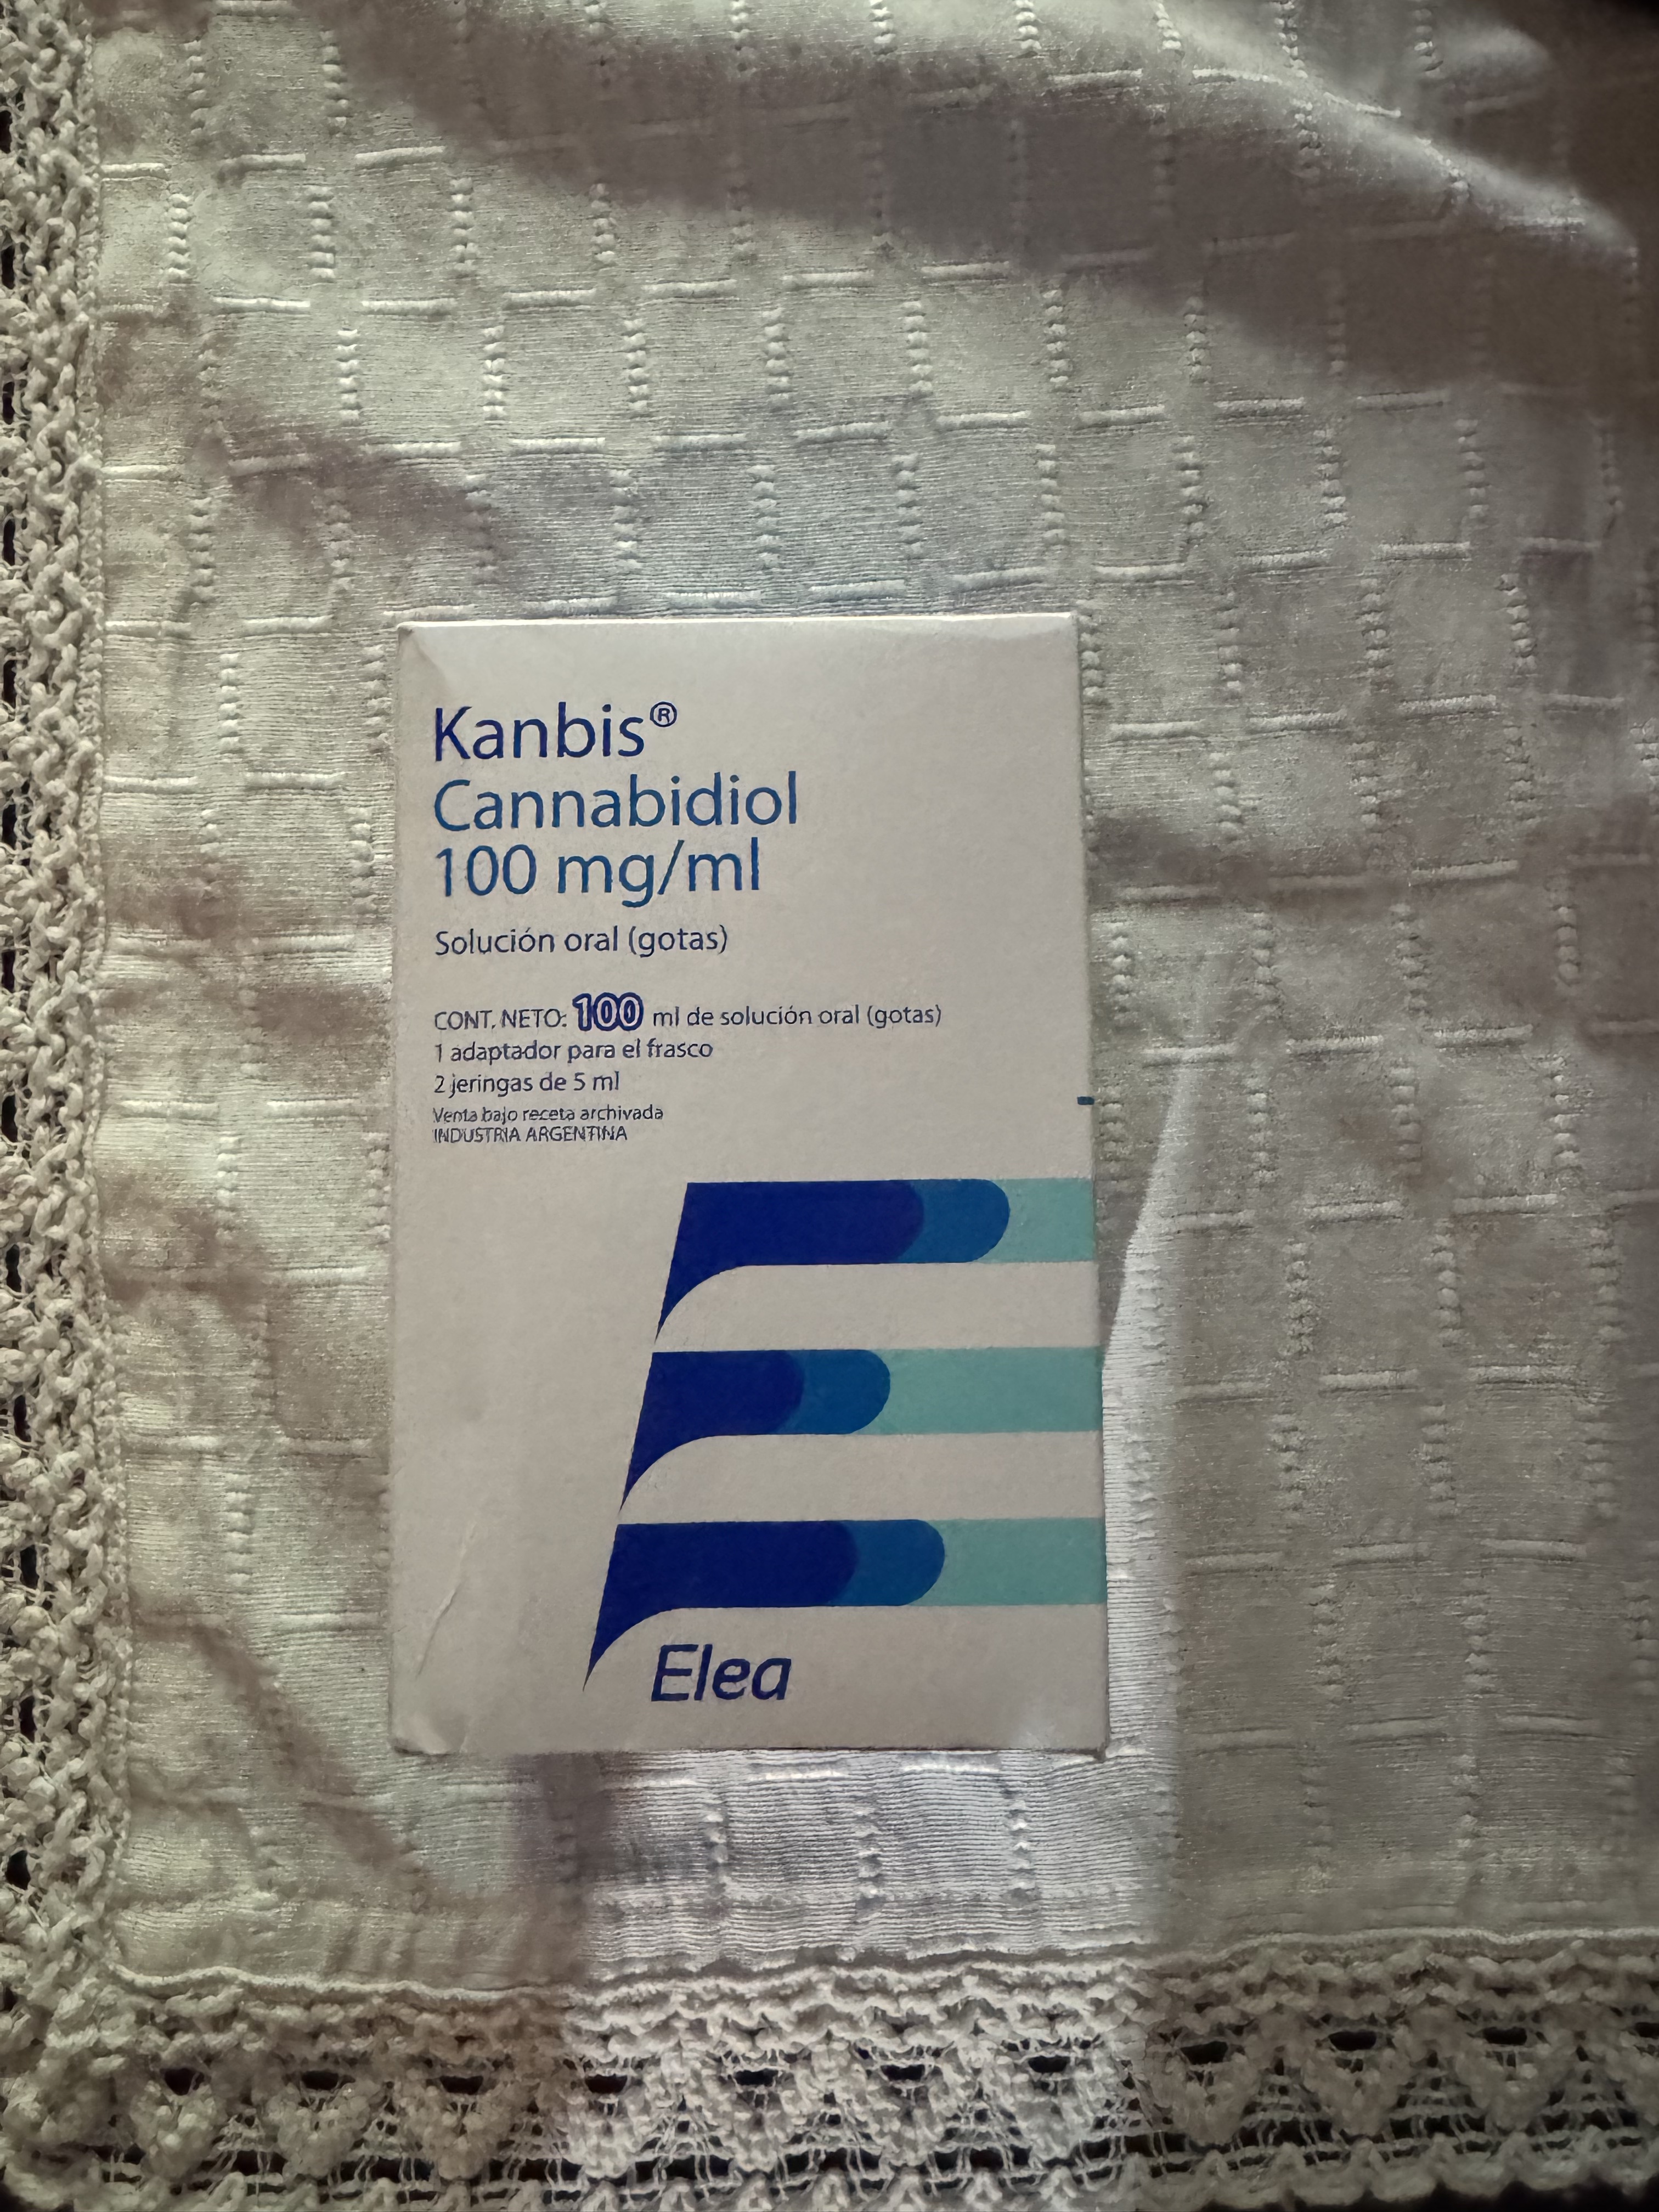 Kanbis®
Cannabidiol
100 mg/ml
Solución oral (gotas)
CONT. NETO: 100 ml de solución oral (gotas)
1 adaptador para el frasco
2 jeringas de 5 ml
Venta bajo receta archivada
INDUSTRIA ARGENTINA
Elea